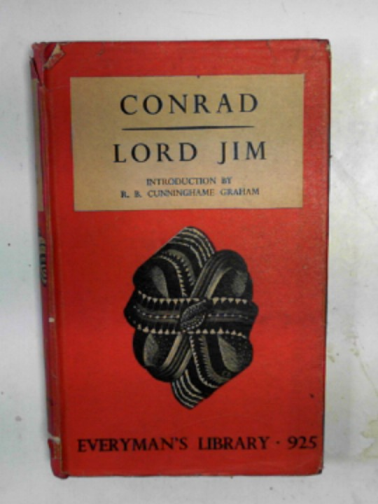 CONRAD
LORD JIM
INTRODUCTION BY
R. B. CUNNINGHAME GRAHAM
EVERYMAN'S LIBRARY · 925